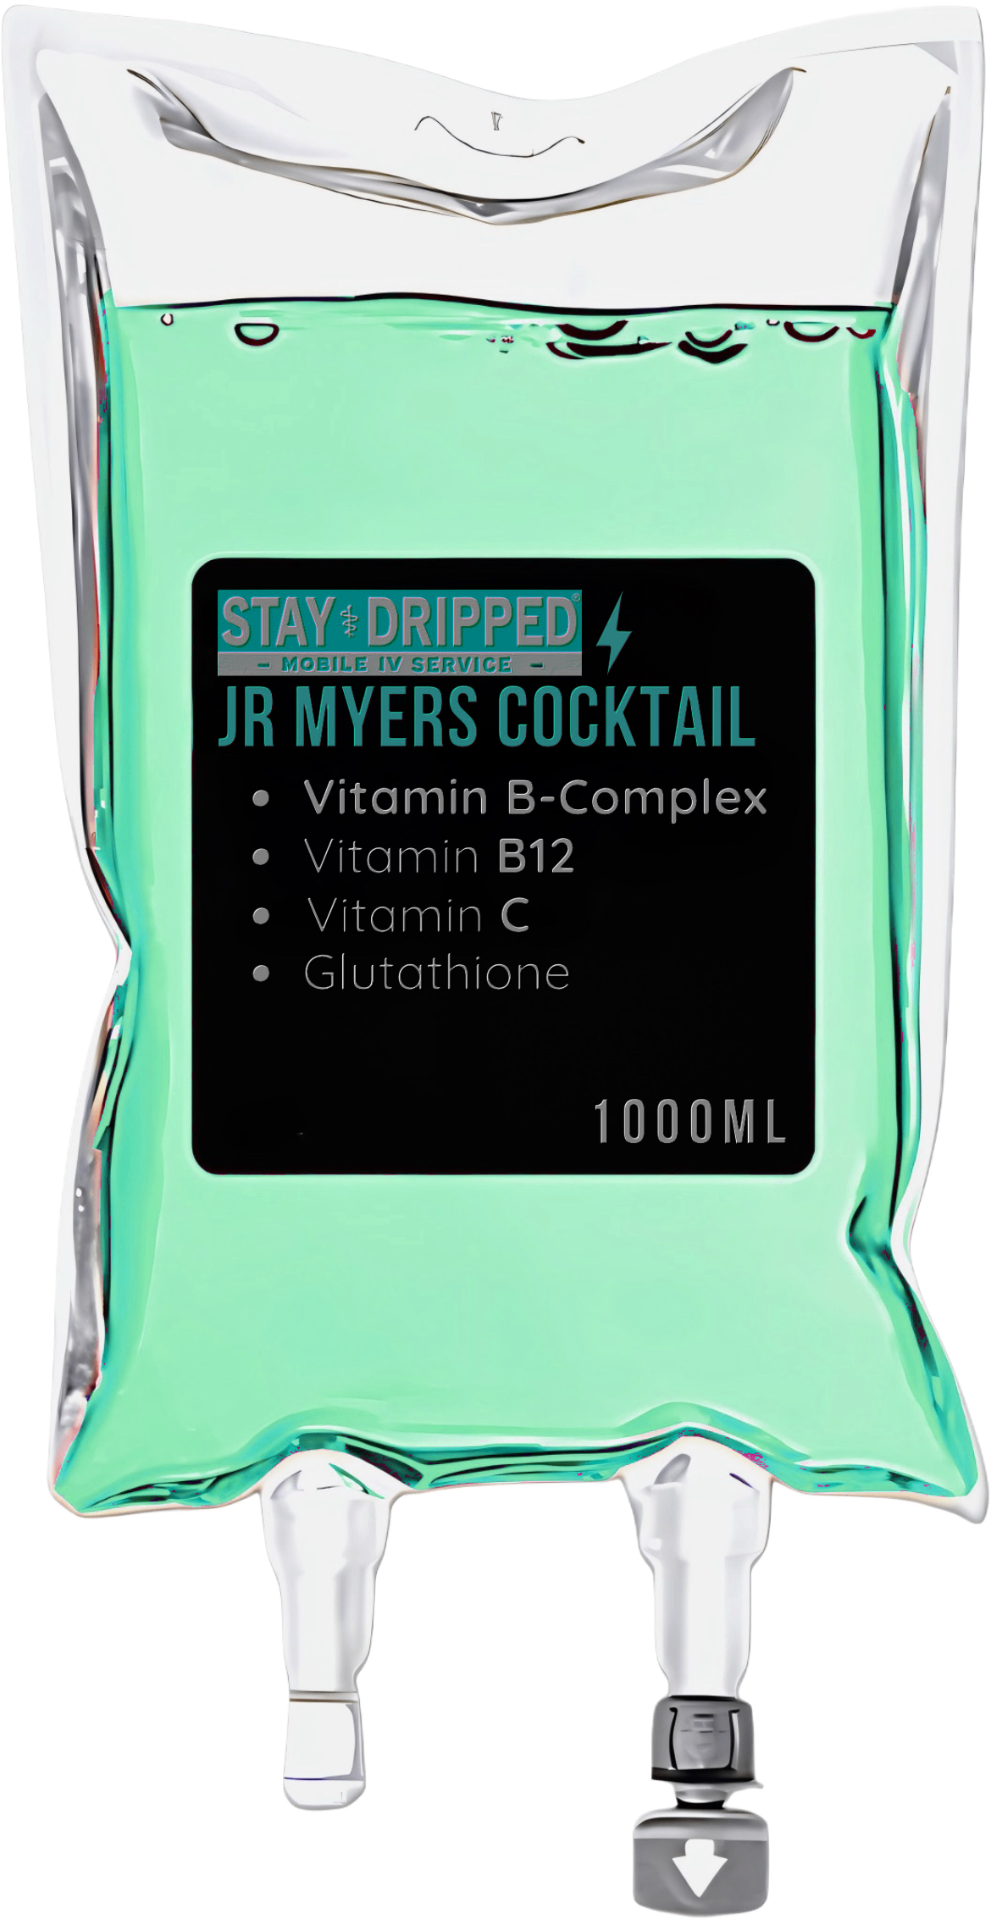 STAY DRIPPED®
- MOBILE IV SERVICE -
JR MYERS COCKTAIL
• Vitamin B-Complex
• Vitamin B12
• Vitamin C
• Glutathione
1000ML